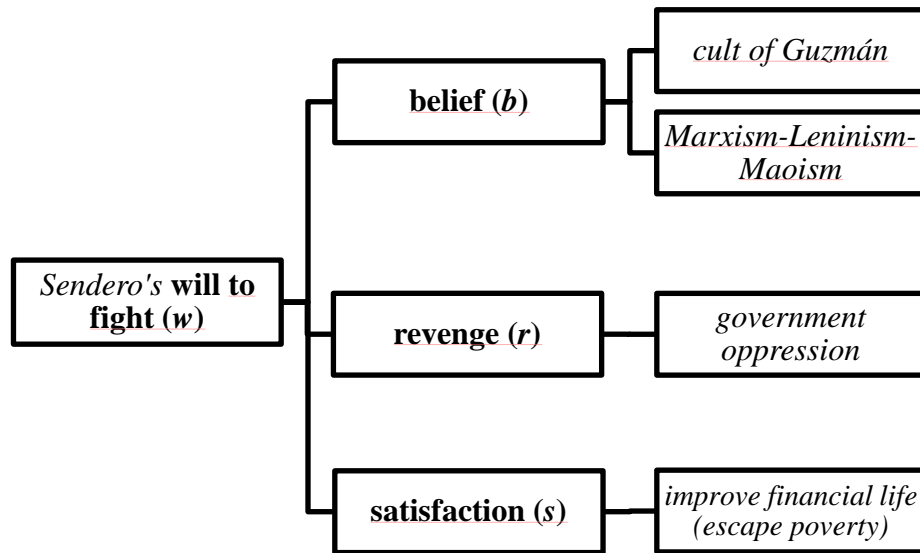 cult of Guzmán
belief (b)
Marxism-Leninism-
Maoism
Sendero's will to
fight (w)
revenge (r)
government
oppression
satisfaction (s)
improve financial life
(escape poverty)